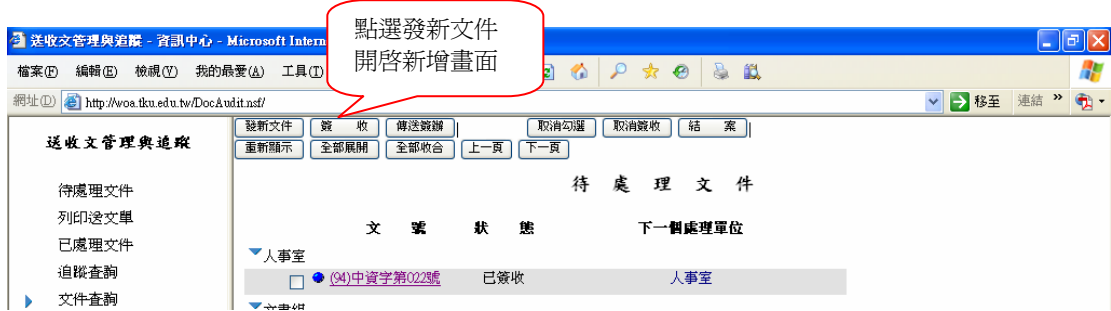 送收文管理與追蹤 - 資訊中心 - Microsoft Intern
點選發新文件
開啓新增畫面
檔案(F) 編輯(E) 檢視(V) 我的最愛(A) 工具(T)
網址(D) http://woa.tku.edu.tw/DocAudit.nsf/ 移至 連結 »
送收文管理與追蹤
待處理文件
列印送文單
已處理文件
追蹤查詢
文件查詢
發新文件 簽 收 傳送簽辦 取消勾選 取消簽收 結 案
重新顯示 全部展開 全部收合 上一頁 下一頁
待 處 理 文 件
文 號 狀 態 下一個處理單位
人事室
(94)中資字第022號 已簽收 人事室